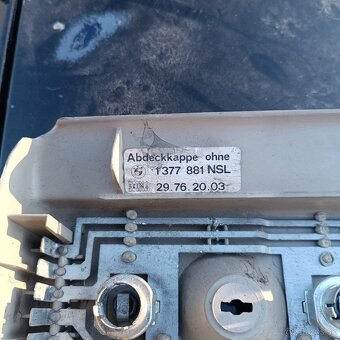 Abdeckkappe ohne
1 377 881 NSL
29.76.20.03